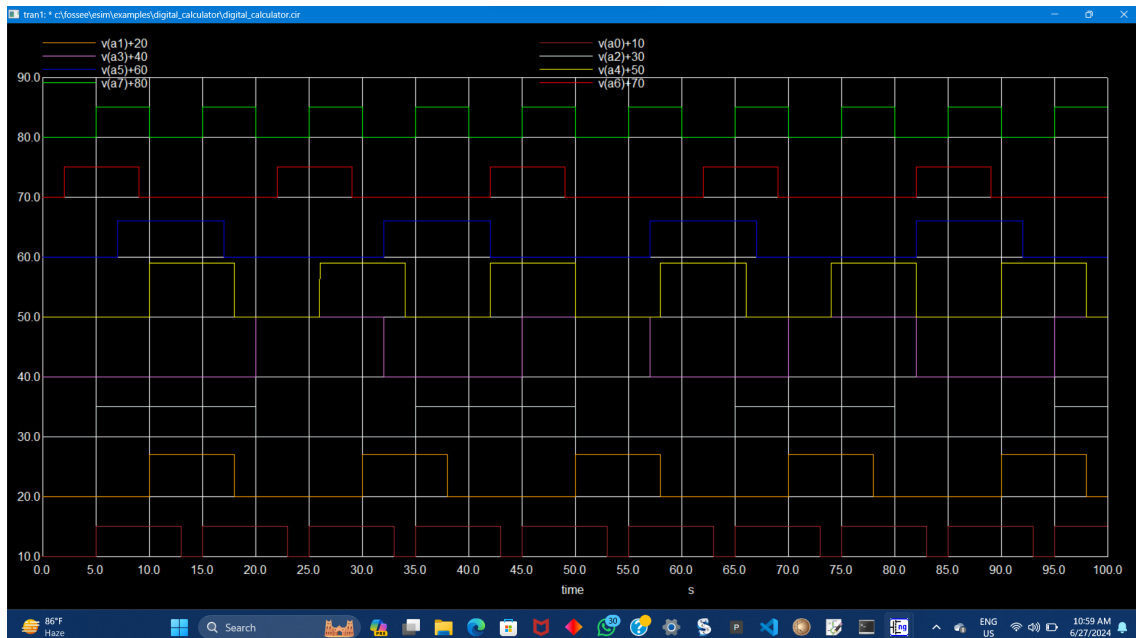 tran1: * c:\fossee\esim\examples\digital_calculator\digital_calculator.cir
v(a1)+20 v(a0)+10
v(a3)+40 v(a2)+30
v(a5)+60 v(a4)+50
v(a7)+80 v(a6)+70
90.0
80.0
70.0
60.0
50.0
40.0
30.0
20.0
10.0
0.0 5.0 10.0 15.0 20.0 25.0 30.0 35.0 40.0 45.0 50.0 55.0 60.0 65.0 70.0 75.0 80.0 85.0 90.0 95.0 100.0
time s
86°F
Haze
Search
PRE
30
P
ng
ENG
US
10:59 AM
6/27/2024